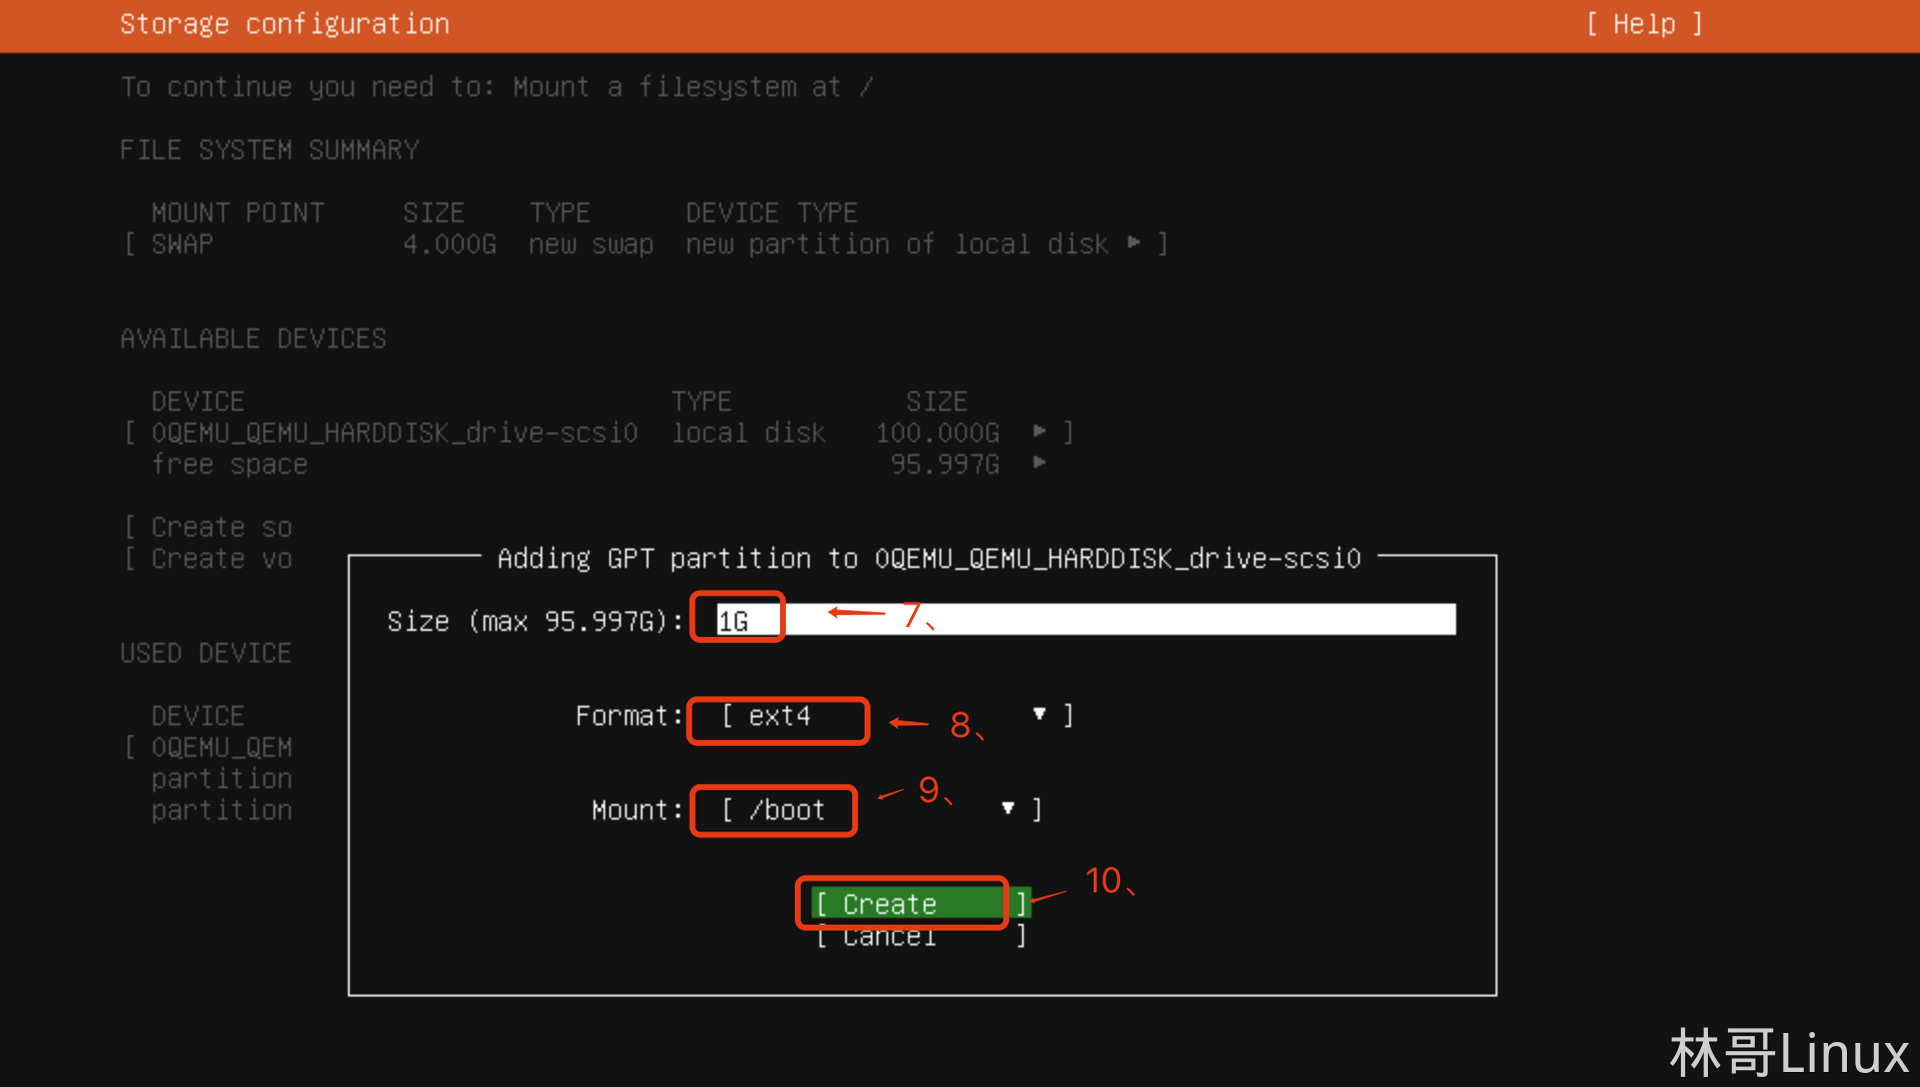 Storage configuration [ Help ]
To continue you need to: Mount a filesystem at /
FILE SYSTEM SUMMARY
MOUNT POINT SIZE TYPE DEVICE TYPE
[ SWAP 4.000G new swap new partition of local disk ▸ ]
AVAILABLE DEVICES
DEVICE TYPE SIZE
[ 0QEMU_QEMU_HARDDISK_drive-scsi0 local disk 100.000G ▸ ]
free space 95.997G ▸
[ Create so
[ Create vo
Adding GPT partition to 0QEMU_QEMU_HARDDISK_drive-scsi0
Size (max 95.997G): 1G ← 7、
USED DEVICE
Format: [ ext4 ▾ ] ← 8、
DEVICE
[ 0QEMU_QEM
partition
Mount: [ /boot ▾ ] ← 9、
partition
[ Create ] ← 10、
[ Cancel ]
林哥Linux